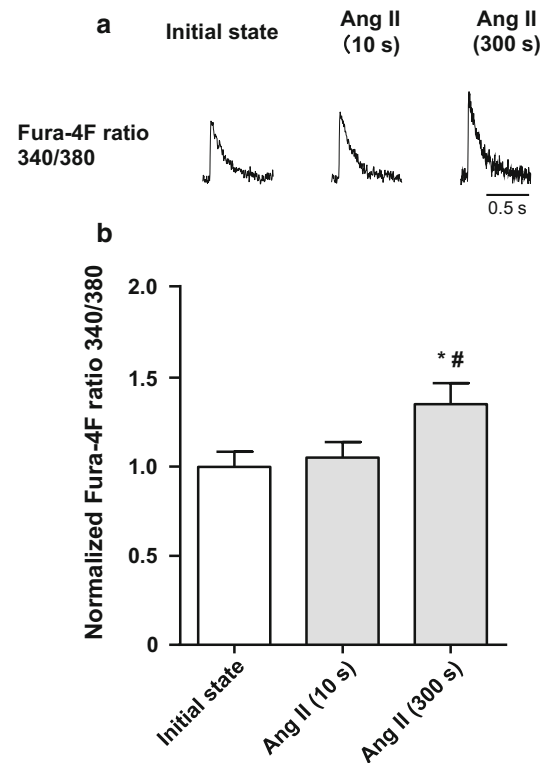 a
Initial state
Ang II
(10 s)
Ang II
(300 s)
Fura-4F ratio
340/380
0.5 s
b
Normalized Fura-4F ratio 340/380
2.0
1.5
* #
1.0
0.5
0
Initial state
Ang II (10 s)
Ang II (300 s)